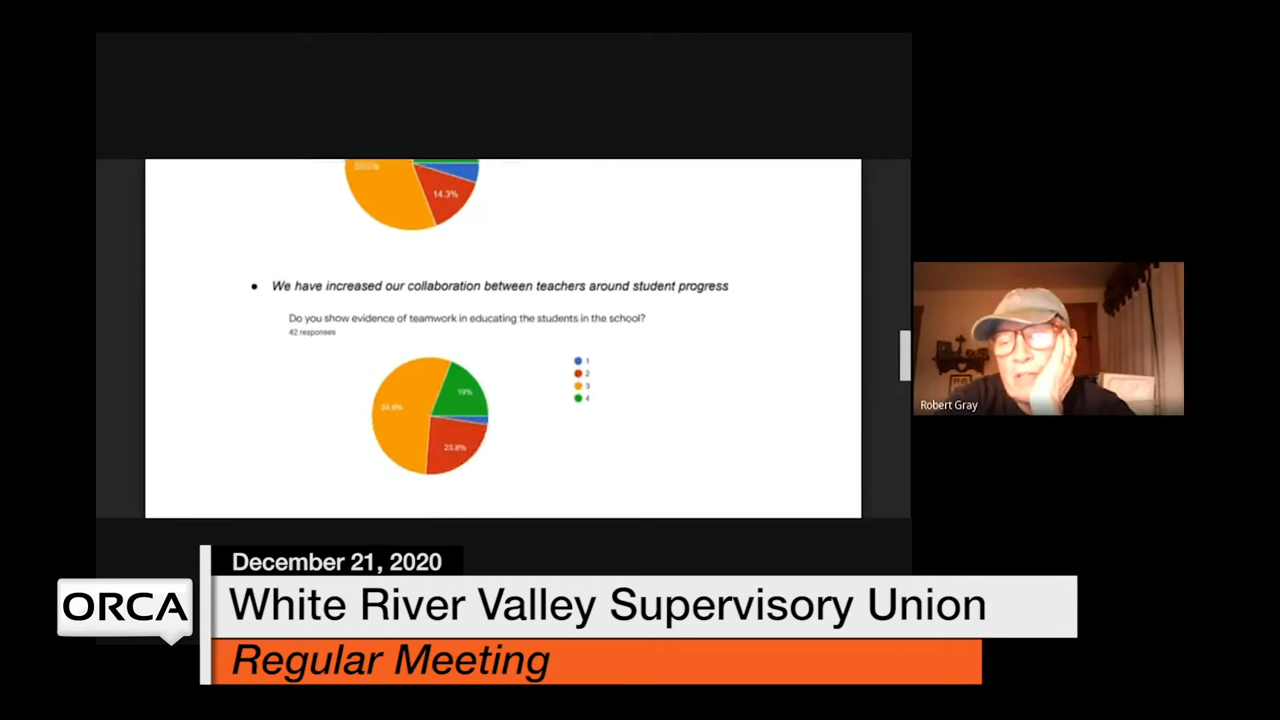 14.3%
• We have increased our collaboration between teachers around student progress
Do you show evidence of teamwork in educating the students in the school?
42 responses
1
2
3
4
19%
23.8%
Robert Gray
December 21, 2020
ORCA
White River Valley Supervisory Union
Regular Meeting